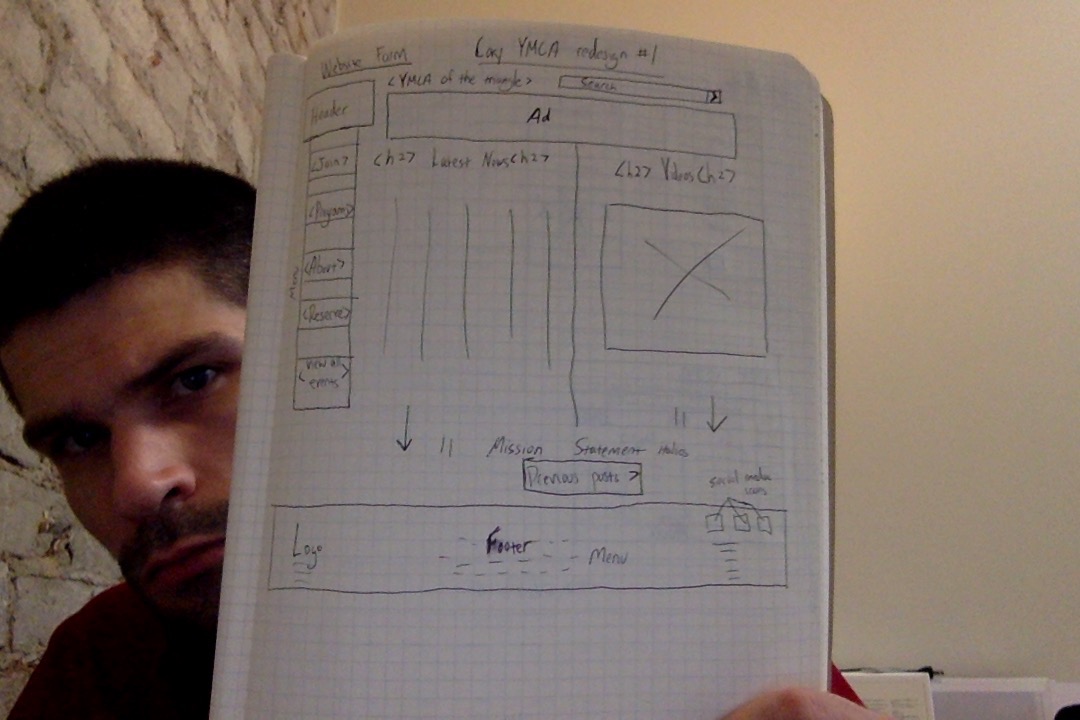 Website Form
Cary YMCA redesign #1
<YMCA of the triangle>
Search >
Header
Ad
<Join>
<h2> Latest News<h2>
<h2> Videos<h2>
<Programs>
Menu
<About>
<Reserve>
<view all events>
Mission Statement italics
Previous posts >
social media icons
Logo
Footer
Menu